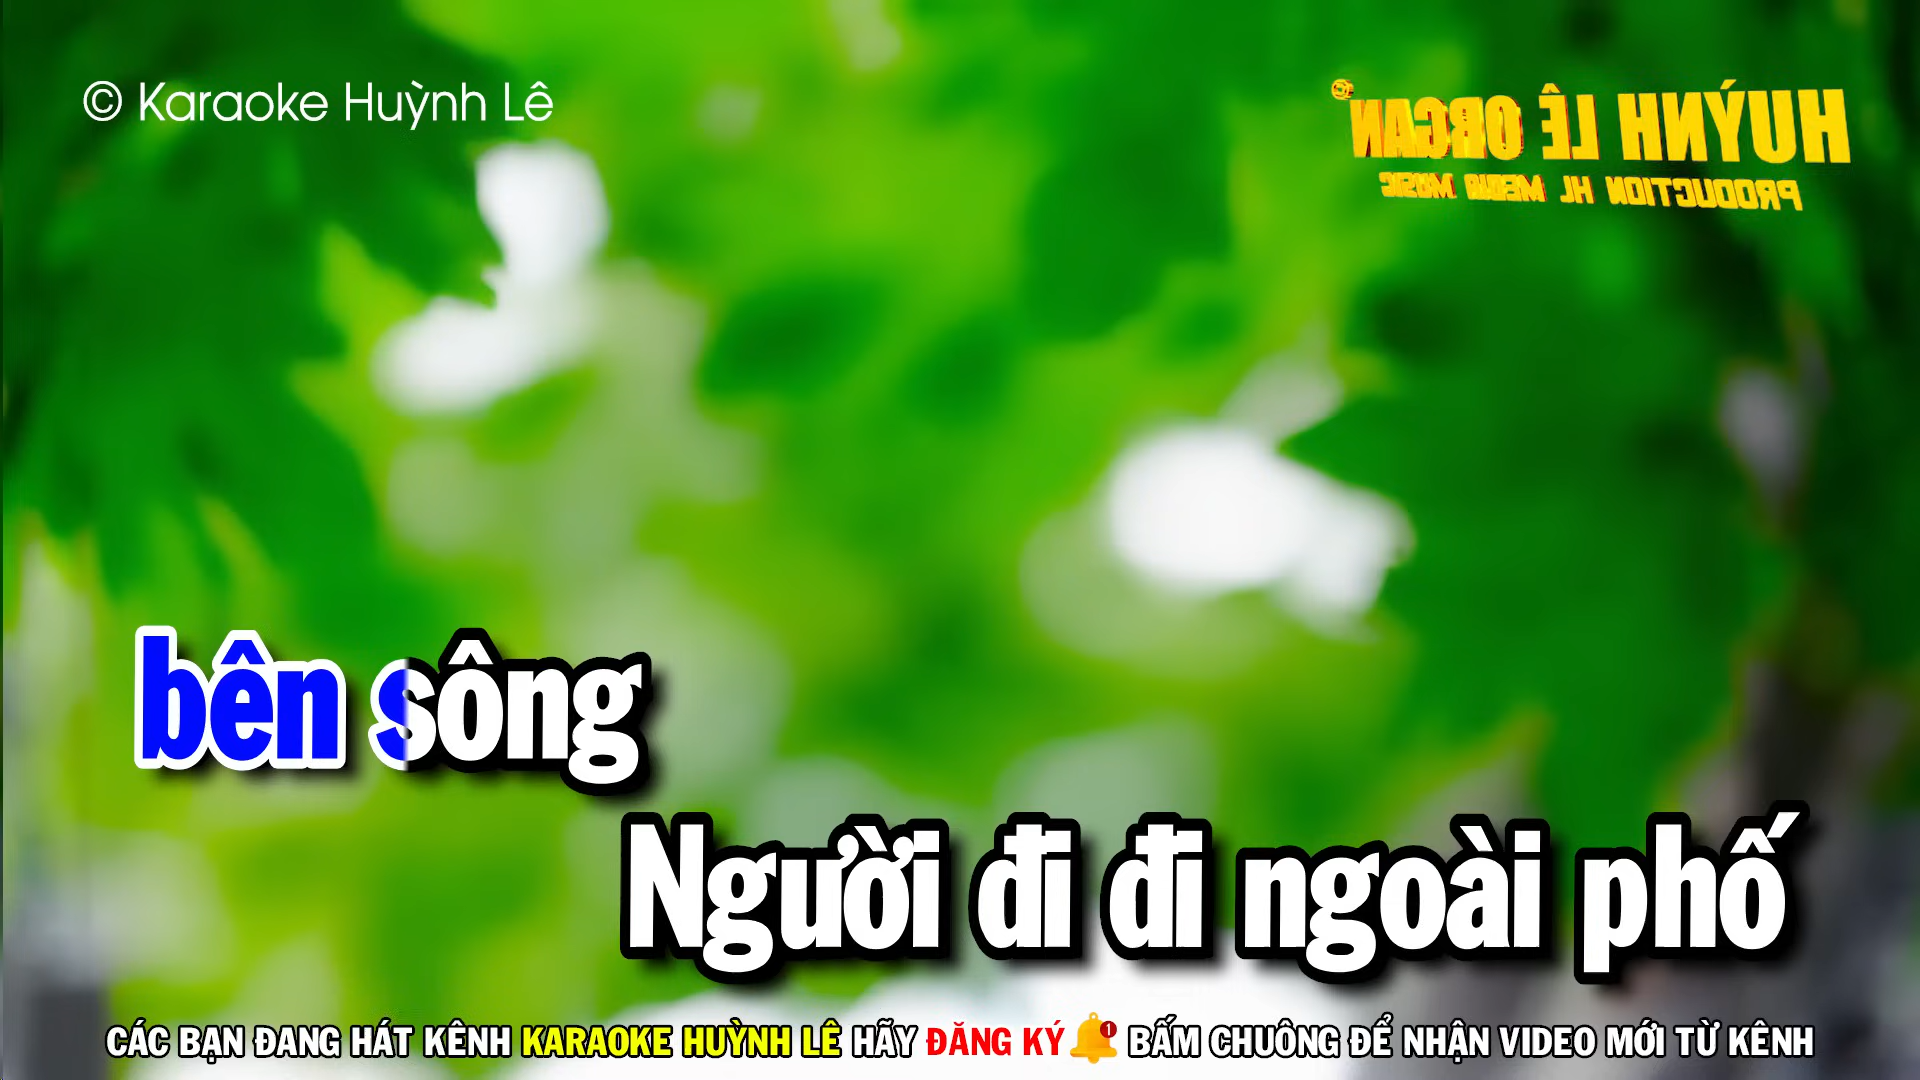 © Karaoke Huỳnh Lê
HUỲNH LÊ ORGAN
PRODUCTION HL MEDIA MUSIC
bên sông
Người đi đi ngoài phố
CÁC BẠN ĐANG HÁT KÊNH KARAOKE HUỲNH LÊ HÃY ĐĂNG KÝ 1 BẤM CHUÔNG ĐỂ NHẬN VIDEO MỚI TỪ KÊNH